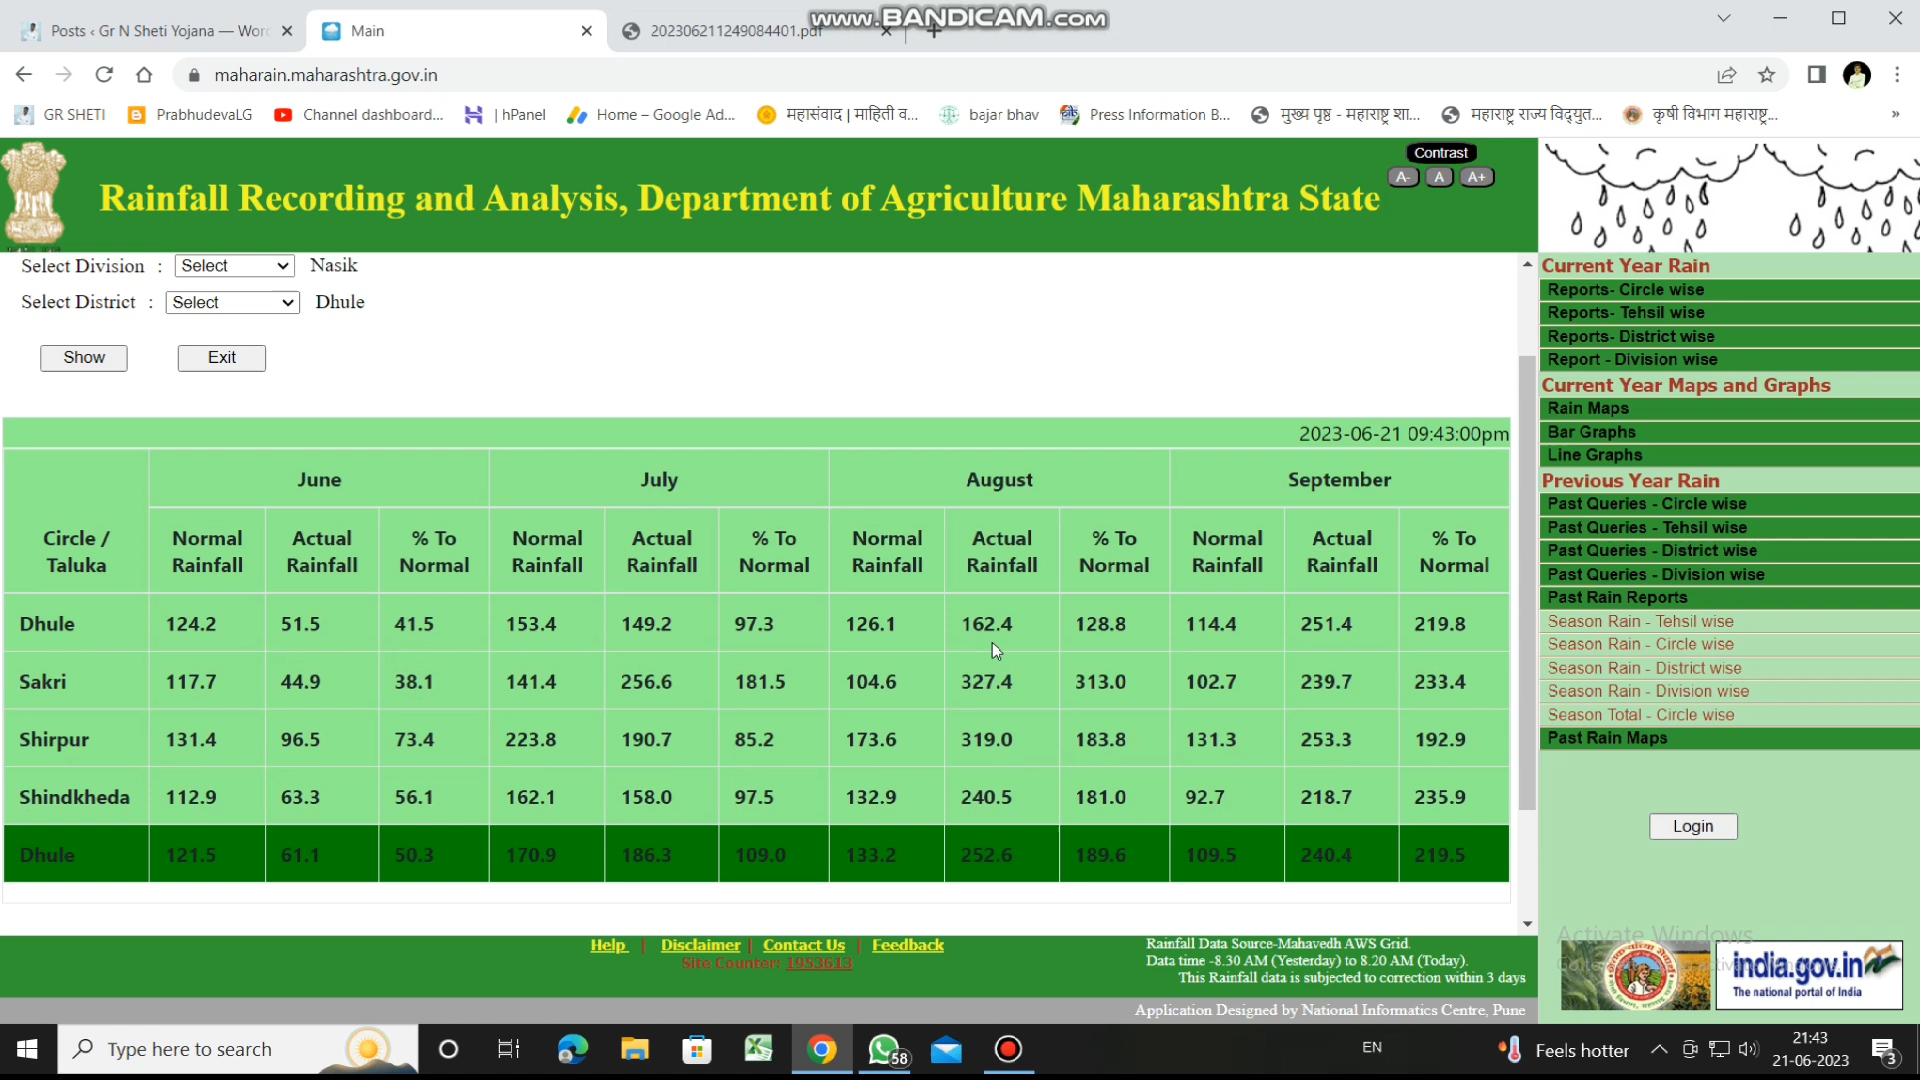 www.BANDICAM.com
Posts ‹ Gr N Sheti Yojana — Wor
Main
202306211249084401.pdf
maharain.maharashtra.gov.in
GR SHETI
PrabhudevaLG
Channel dashboard...
| hPanel
Home – Google Ad...
महासंवाद | माहिती व...
bajar bhav
Press Information B...
मुख्य पृष्ठ - महाराष्ट्र शा...
महाराष्ट्र राज्य विद्युत...
कृषी विभाग महाराष्ट्र...
»
Rainfall Recording and Analysis, Department of Agriculture Maharashtra State
Contrast
A- A A+
Select Division : Select Nasik
Select District : Select Dhule
Show Exit
2023-06-21 09:43:00pm
Circle / Taluka June July August September
Normal Rainfall Actual Rainfall % To Normal Normal Rainfall Actual Rainfall % To Normal Normal Rainfall Actual Rainfall % To Normal Normal Rainfall Actual Rainfall % To Normal
Dhule 124.2 51.5 41.5 153.4 149.2 97.3 126.1 162.4 128.8 114.4 251.4 219.8
Sakri 117.7 44.9 38.1 141.4 256.6 181.5 104.6 327.4 313.0 102.7 239.7 233.4
Shirpur 131.4 96.5 73.4 223.8 190.7 85.2 173.6 319.0 183.8 131.3 253.3 192.9
Shindkheda 112.9 63.3 56.1 162.1 158.0 97.5 132.9 240.5 181.0 92.7 218.7 235.9
Dhule 121.5 61.1 50.3 170.9 186.3 109.0 133.2 252.6 189.6 109.5 240.4 219.5
Current Year Rain
Reports- Circle wise
Reports- Tehsil wise
Reports- District wise
Report - Division wise
Current Year Maps and Graphs
Rain Maps
Bar Graphs
Line Graphs
Previous Year Rain
Past Queries - Circle wise
Past Queries - Tehsil wise
Past Queries - District wise
Past Queries - Division wise
Past Rain Reports
Season Rain - Tehsil wise
Season Rain - Circle wise
Season Rain - District wise
Season Rain - Division wise
Season Total - Circle wise
Past Rain Maps
Login
Activate Windows
india.gov.in
The national portal of India
Help | Disclaimer | Contact Us | Feedback
Site Counter: 1953613
Rainfall Data Source-Mahavedh AWS Grid.
Data time -8.30 AM (Yesterday) to 8.20 AM (Today).
This Rainfall data is subjected to correction within 3 days
Application Designed by National Informatics Centre, Pune
Type here to search
58
EN
Feels hotter
21:43
21-06-2023
3